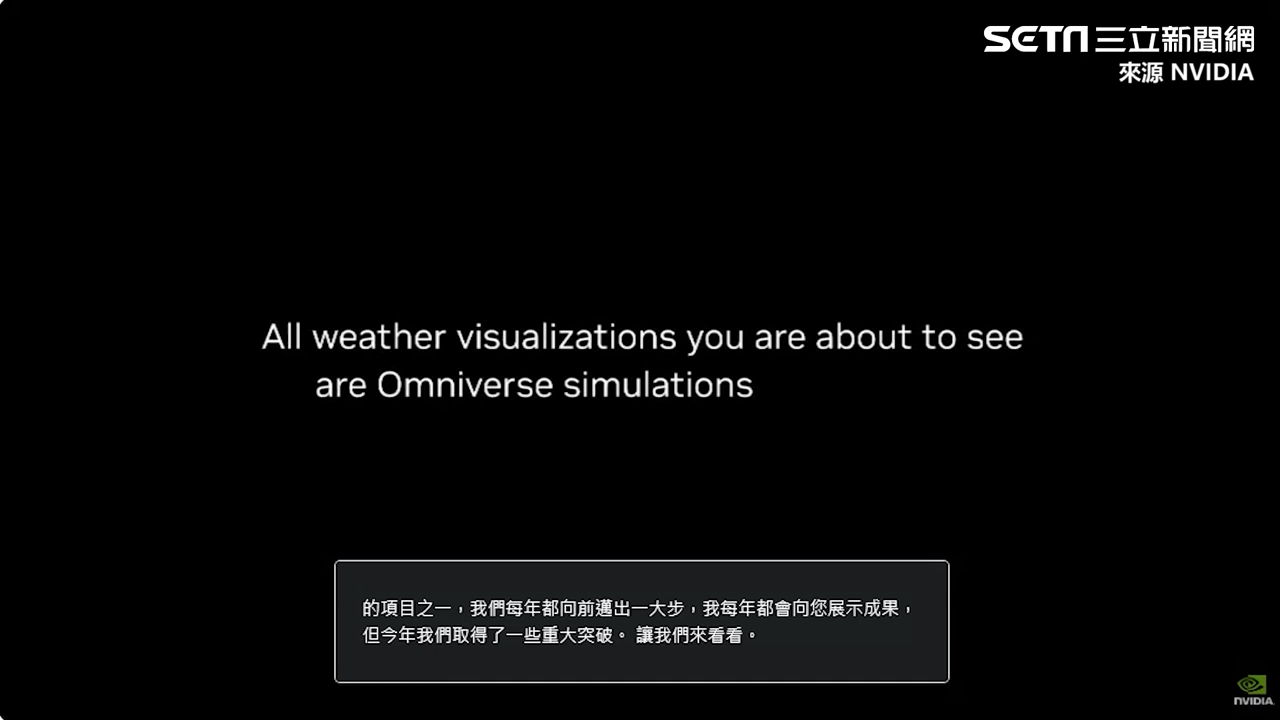 SETN三立新聞網
來源 NVIDIA
All weather visualizations you are about to see
are Omniverse simulations
的項目之一，我們每年都向前邁出一大步，我每年都會向您展示成果，
但今年我們取得了一些重大突破。 讓我們來看看。
NVIDIA